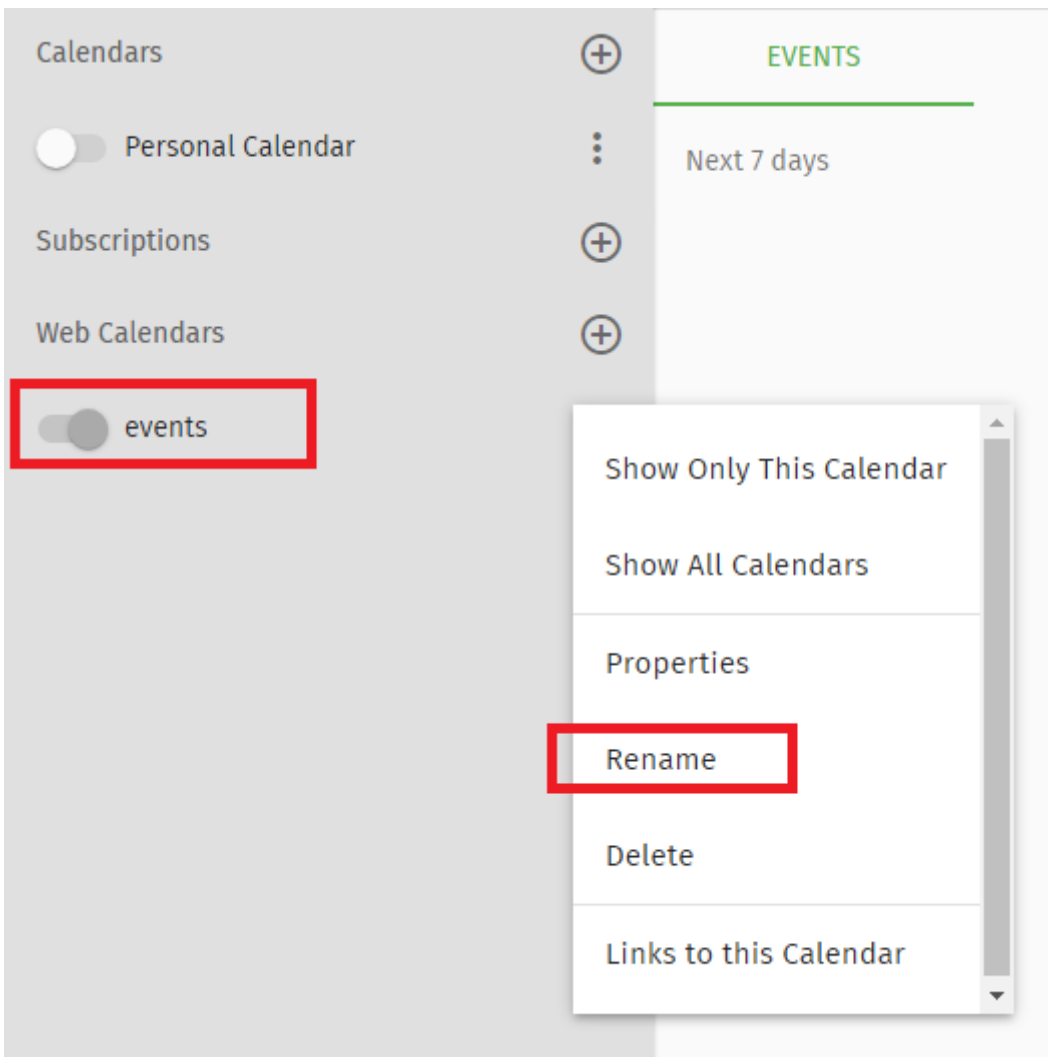 Calendars
EVENTS
Personal Calendar
Next 7 days
Subscriptions
Web Calendars
events
Show Only This Calendar
Show All Calendars
Properties
Rename
Delete
Links to this Calendar